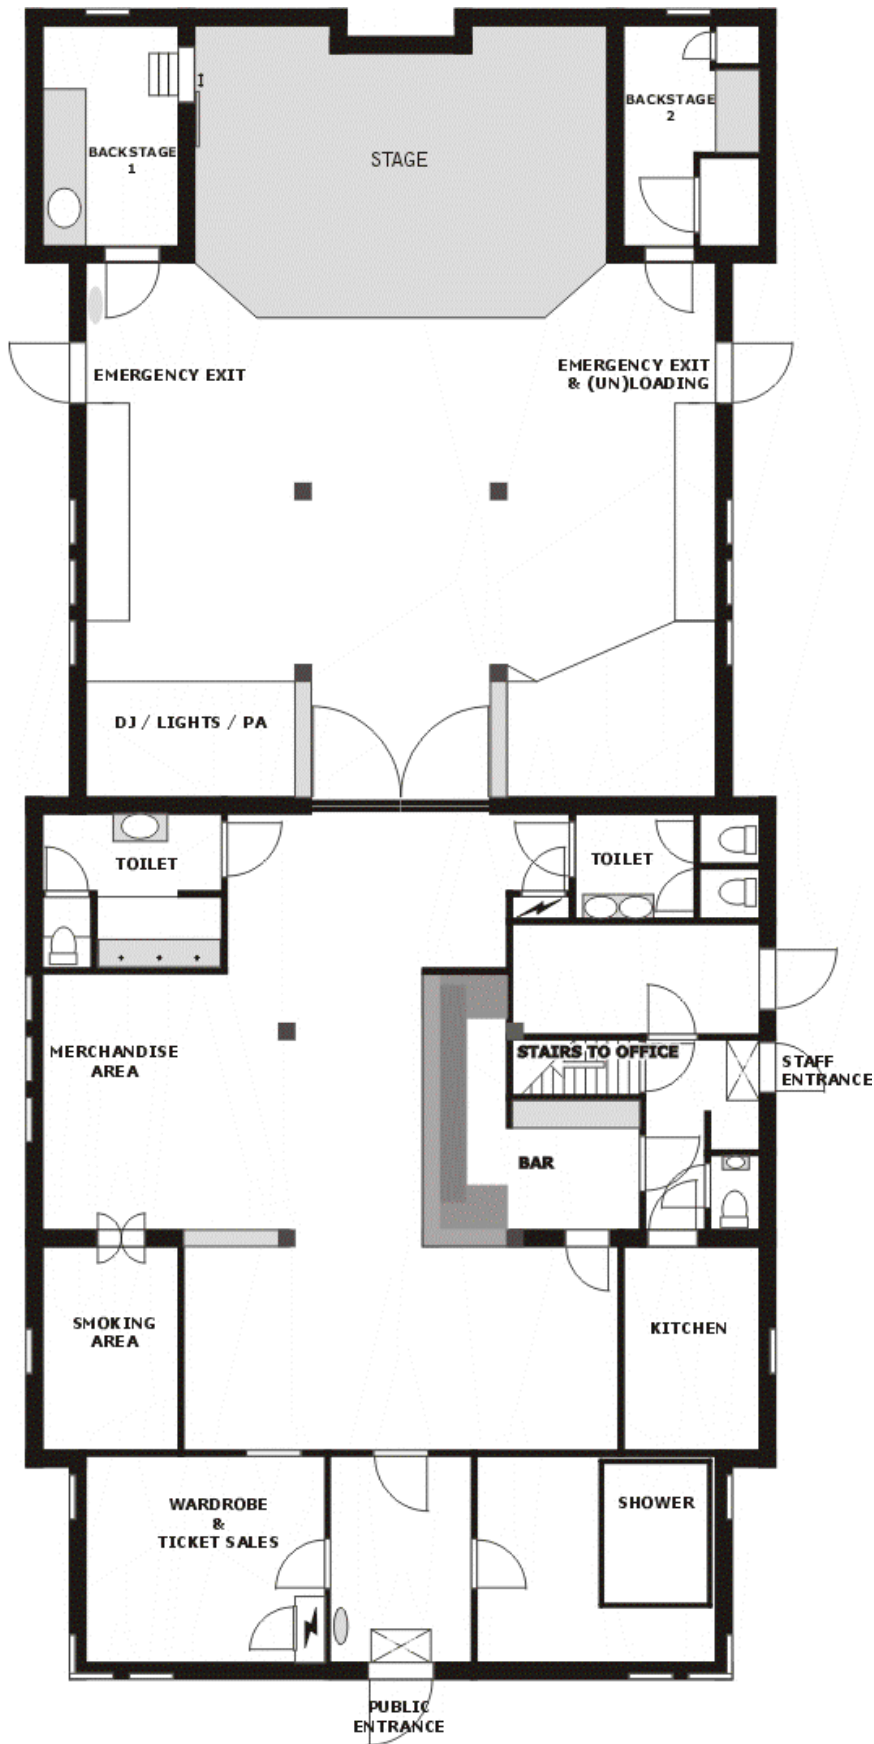 BACKSTAGE
1
STAGE
BACKSTAGE
2
EMERGENCY EXIT
EMERGENCY EXIT
& (UN)LOADING
DJ / LIGHTS / PA
TOILET
TOILET
MERCHANDISE
AREA
STAIRS TO OFFICE
STAFF
ENTRANCE
BAR
SMOKING
AREA
KITCHEN
WARDROBE
&
TICKET SALES
SHOWER
PUBLIC
ENTRANCE